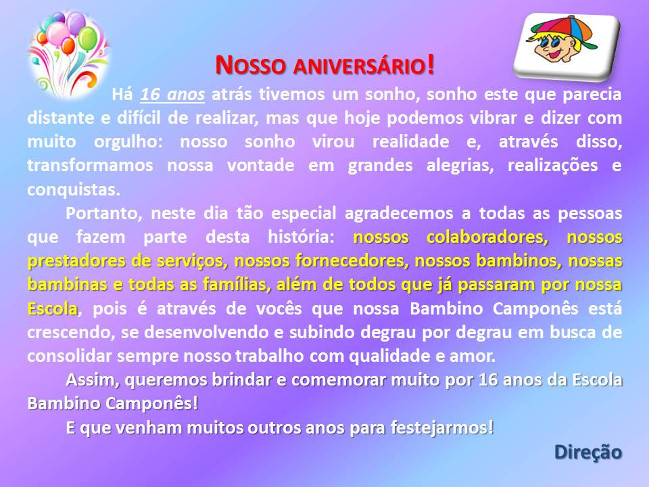 NOSSO ANIVERSÁRIO!
Há 16 anos atrás tivemos um sonho, sonho este que parecia
distante e difícil de realizar, mas que hoje podemos vibrar e dizer com
muito orgulho: nosso sonho virou realidade e, através disso,
transformamos nossa vontade em grandes alegrias, realizações e
conquistas.
Portanto, neste dia tão especial agradecemos a todas as pessoas
que fazem parte desta história: nossos colaboradores, nossos
prestadores de serviços, nossos fornecedores, nossos bambinos, nossas
bambinas e todas as famílias, além de todos que já passaram por nossa
Escola, pois é através de vocês que nossa Bambino Camponês está
crescendo, se desenvolvendo e subindo degrau por degrau em busca de
consolidar sempre nosso trabalho com qualidade e amor.
Assim, queremos brindar e comemorar muito por 16 anos da Escola
Bambino Camponês!
E que venham muitos outros anos para festejarmos!
Direção